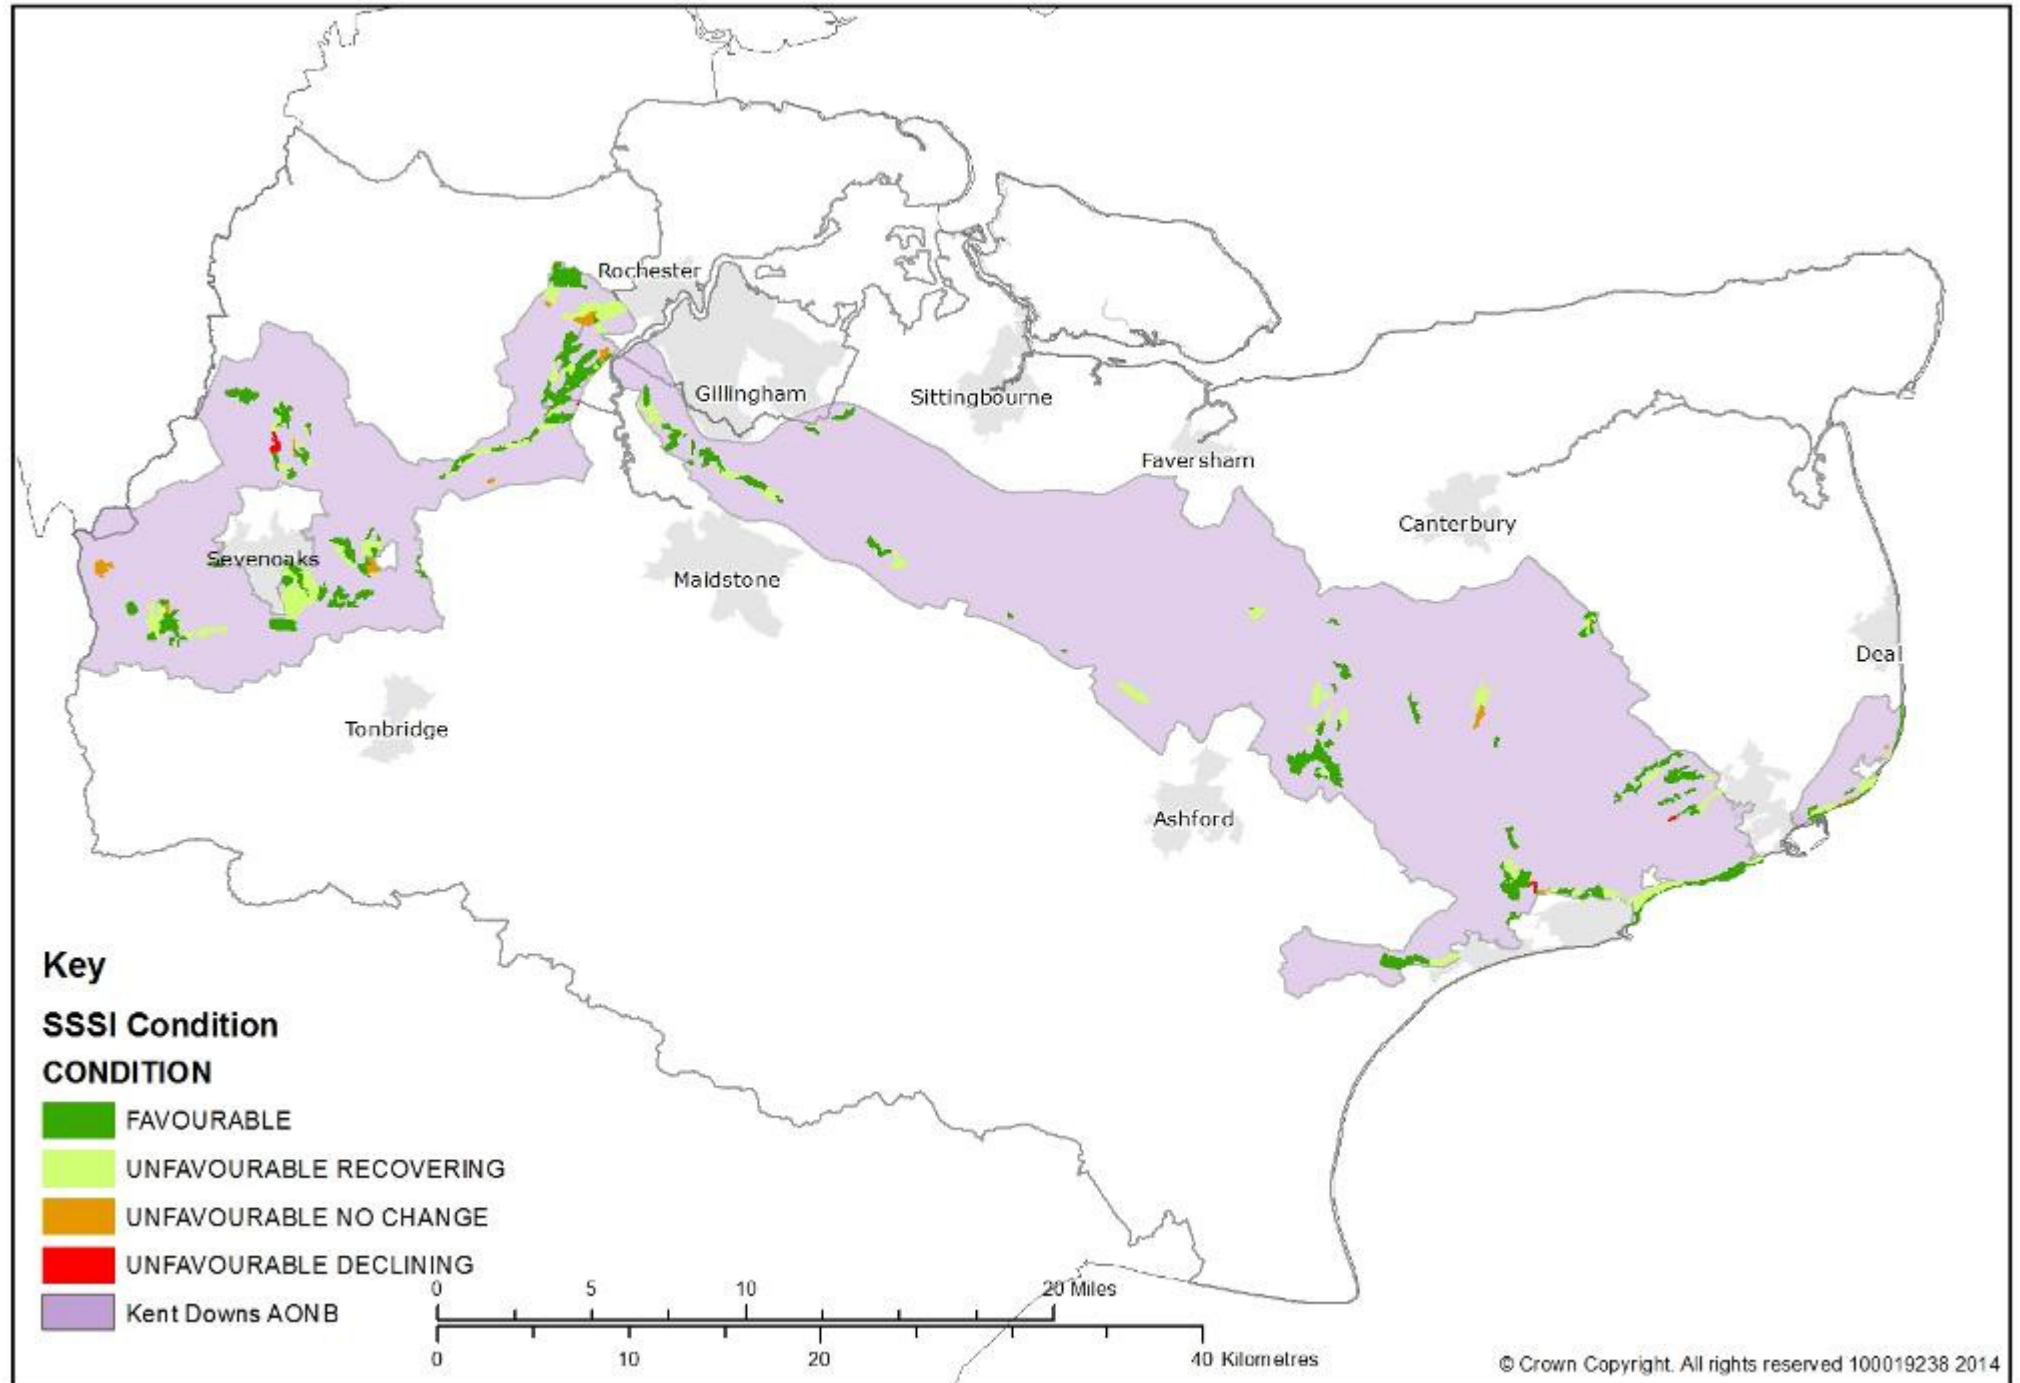 Rochester
Gillingham
Sittingbourne
Faversham
Canterbury
Sevenoaks
Maidstone
Deal
Tonbridge
Ashford
Key
SSSI Condition
CONDITION
FAVOURABLE
UNFAVOURABLE RECOVERING
UNFAVOURABLE NO CHANGE
UNFAVOURABLE DECLINING
Kent Downs AONB
0 5 10 20 Miles
0 10 20 40 Kilometres
© Crown Copyright. All rights reserved 100019238 2014